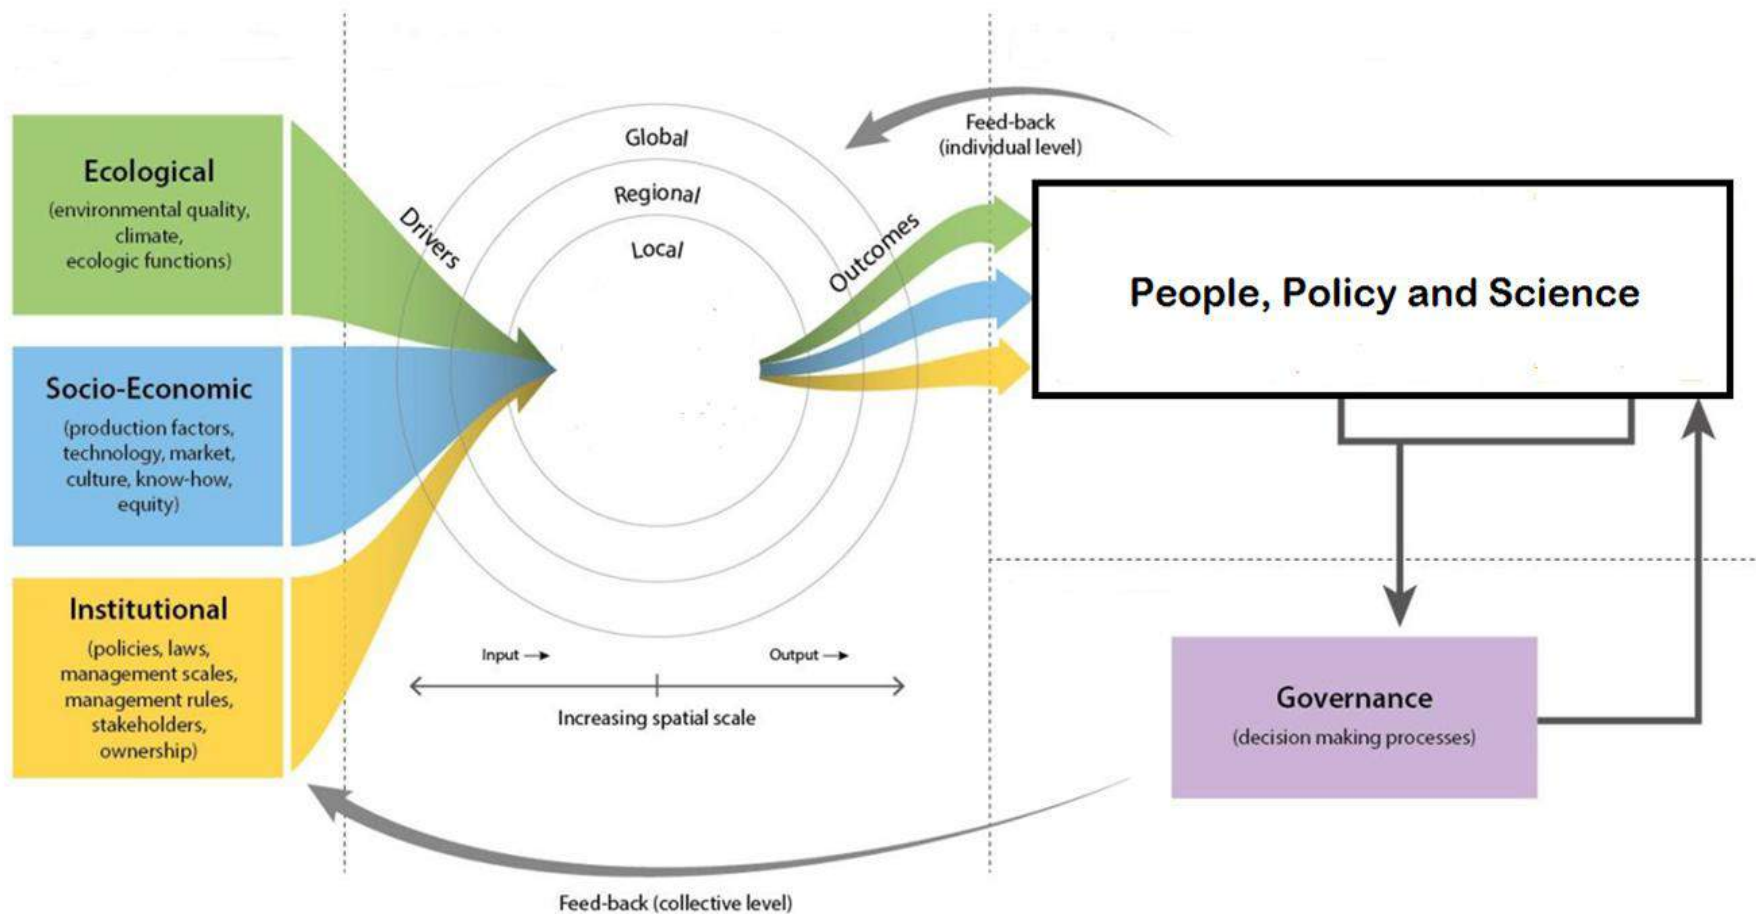 Ecological
(environmental quality,
climate,
ecologic functions)
Socio-Economic
(production factors,
technology, market,
culture, know-how,
equity)
Institutional
(policies, laws,
management scales,
management rules,
stakeholders,
ownership)
Drivers
Global
Regional
Local
Outcomes
Input
Output
Increasing spatial scale
Feed-back
(individual level)
People, Policy and Science
Governance
(decision making processes)
Feed-back (collective level)